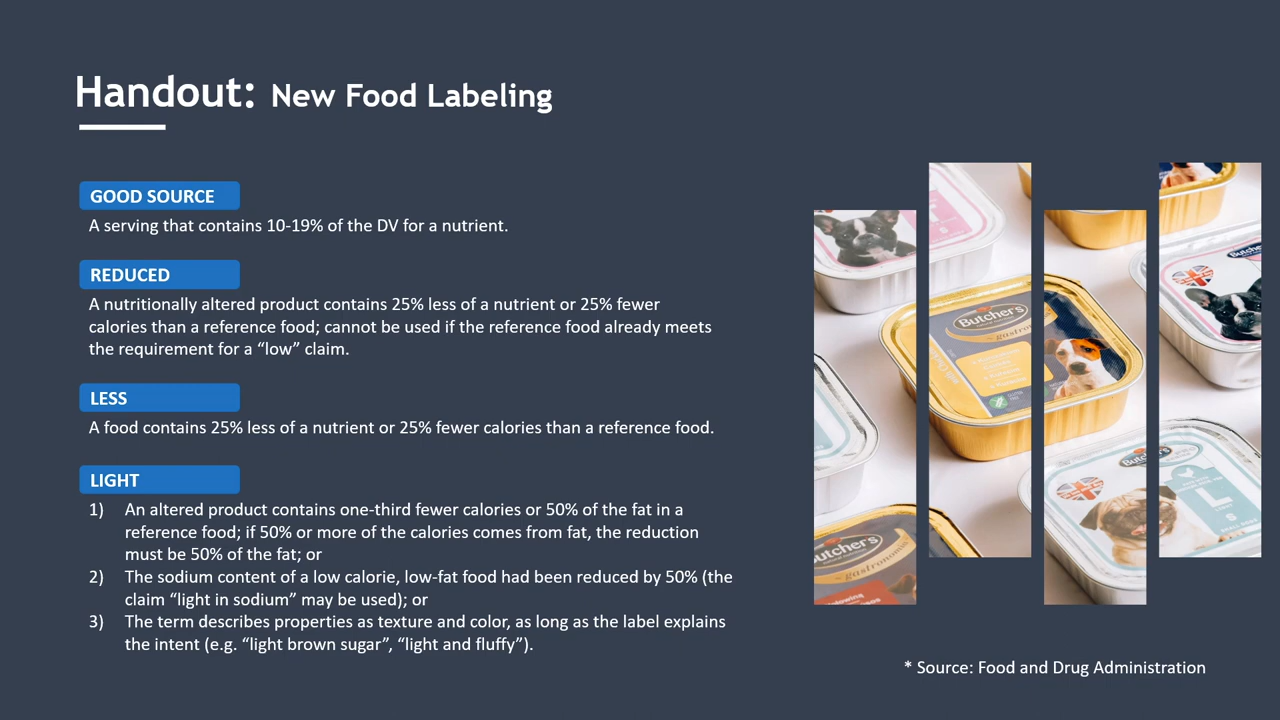 Handout: New Food Labeling
GOOD SOURCE
A serving that contains 10-19% of the DV for a nutrient.
REDUCED
A nutritionally altered product contains 25% less of a nutrient or 25% fewer
calories than a reference food; cannot be used if the reference food already meets
the requirement for a “low” claim.
LESS
A food contains 25% less of a nutrient or 25% fewer calories than a reference food.
LIGHT
1) An altered product contains one-third fewer calories or 50% of the fat in a
reference food; if 50% or more of the calories comes from fat, the reduction
must be 50% of the fat; or
2) The sodium content of a low calorie, low-fat food had been reduced by 50% (the
claim “light in sodium” may be used); or
3) The term describes properties as texture and color, as long as the label explains
the intent (e.g. “light brown sugar”, “light and fluffy”).
Butcher's
Butcher's
gastronomia
* Source: Food and Drug Administration